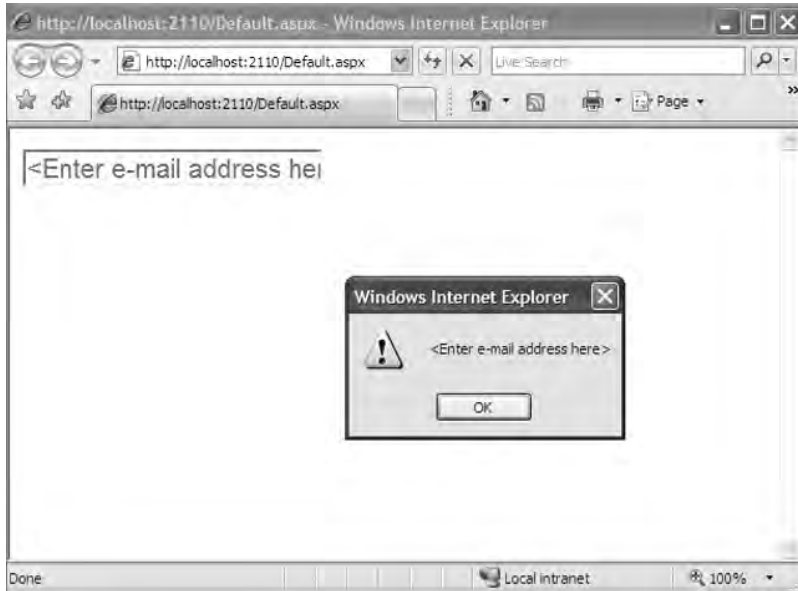 http://localhost:2110/Default.aspx - Windows Internet Explorer
http://localhost:2110/Default.aspx
Live Search
http://localhost:2110/Default.aspx
Page
<Enter e-mail address her
Windows Internet Explorer
<Enter e-mail address here>
OK
Done
Local intranet
100%